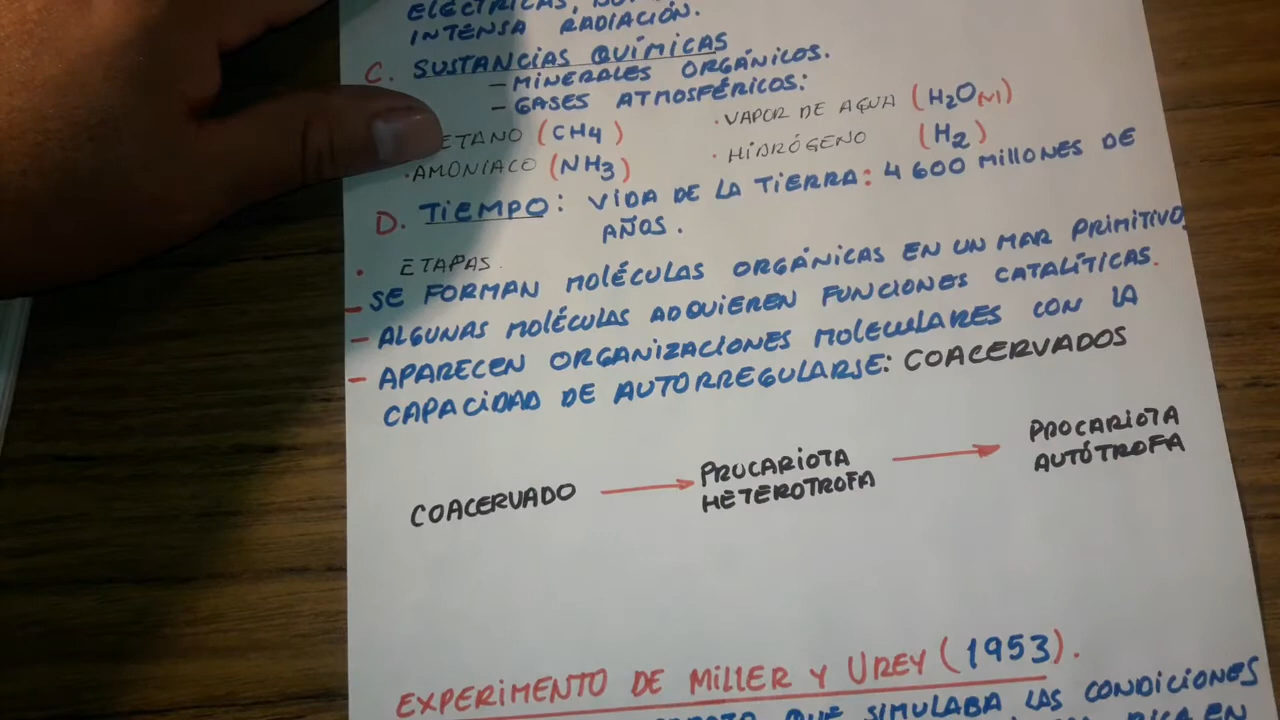 ELÉCTRICAS,
INTENSA RADIACIÓN.
C. SUSTANCIAS QUÍMICAS
– MINERALES ORGÁNICOS.
– GASES ATMOSFÉRICOS:
ETANO (CH4) · VAPOR DE AGUA (H2O(v))
· AMONIACO (NH3) · HIDRÓGENO (H2)
D. TIEMPO: VIDA DE LA TIERRA: 4 600 MILLONES DE
AÑOS.
· ETAPAS.
– SE FORMAN MOLÉCULAS ORGÁNICAS EN UN MAR PRIMITIVO.
– ALGUNAS MOLÉCULAS ADQUIEREN FUNCIONES CATALÍTICAS.
– APARECEN ORGANIZACIONES MOLECULARES CON LA
CAPACIDAD DE AUTORREGULARSE: COACERVADOS
COACERVADO → PROCARIOTA HETEROTROFA → PROCARIOTA AUTÓTROFA
EXPERIMENTO DE MILLER Y UREY (1953).
QUE SIMULABA LAS CONDICIONES
EN